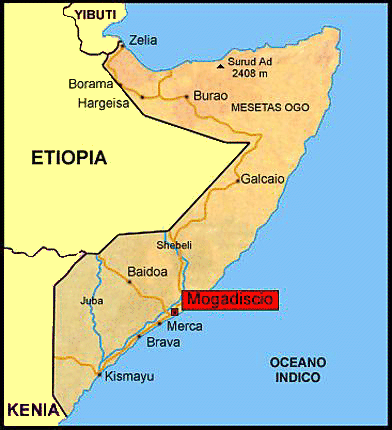 YIBUTI
Zelia
Surud Ad
2408 m
Borama
Hargeisa
Burao
MESETAS OGO
ETIOPIA
Galcaio
Shebeli
Baidoa
Juba
Mogadiscio
Merca
Brava
OCEANO
INDICO
Kismayu
KENIA